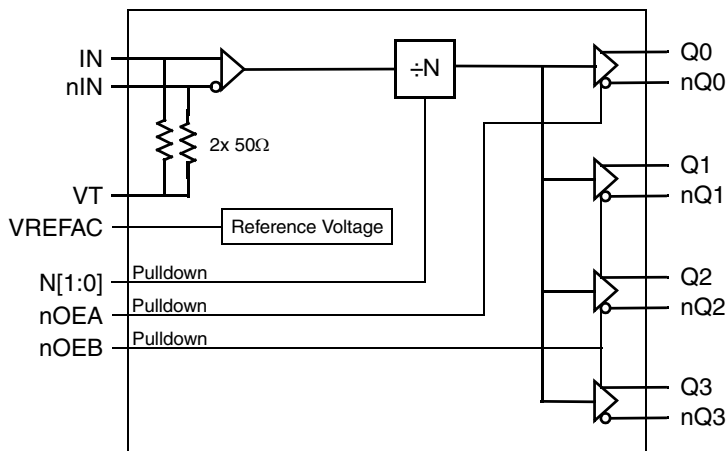 IN
nIN
÷N
Q0
nQ0
2x 50Ω
Q1
nQ1
VT
VREFAC
Reference Voltage
N[1:0]
Pulldown
Q2
nQ2
nOEA
Pulldown
nOEB
Pulldown
Q3
nQ3